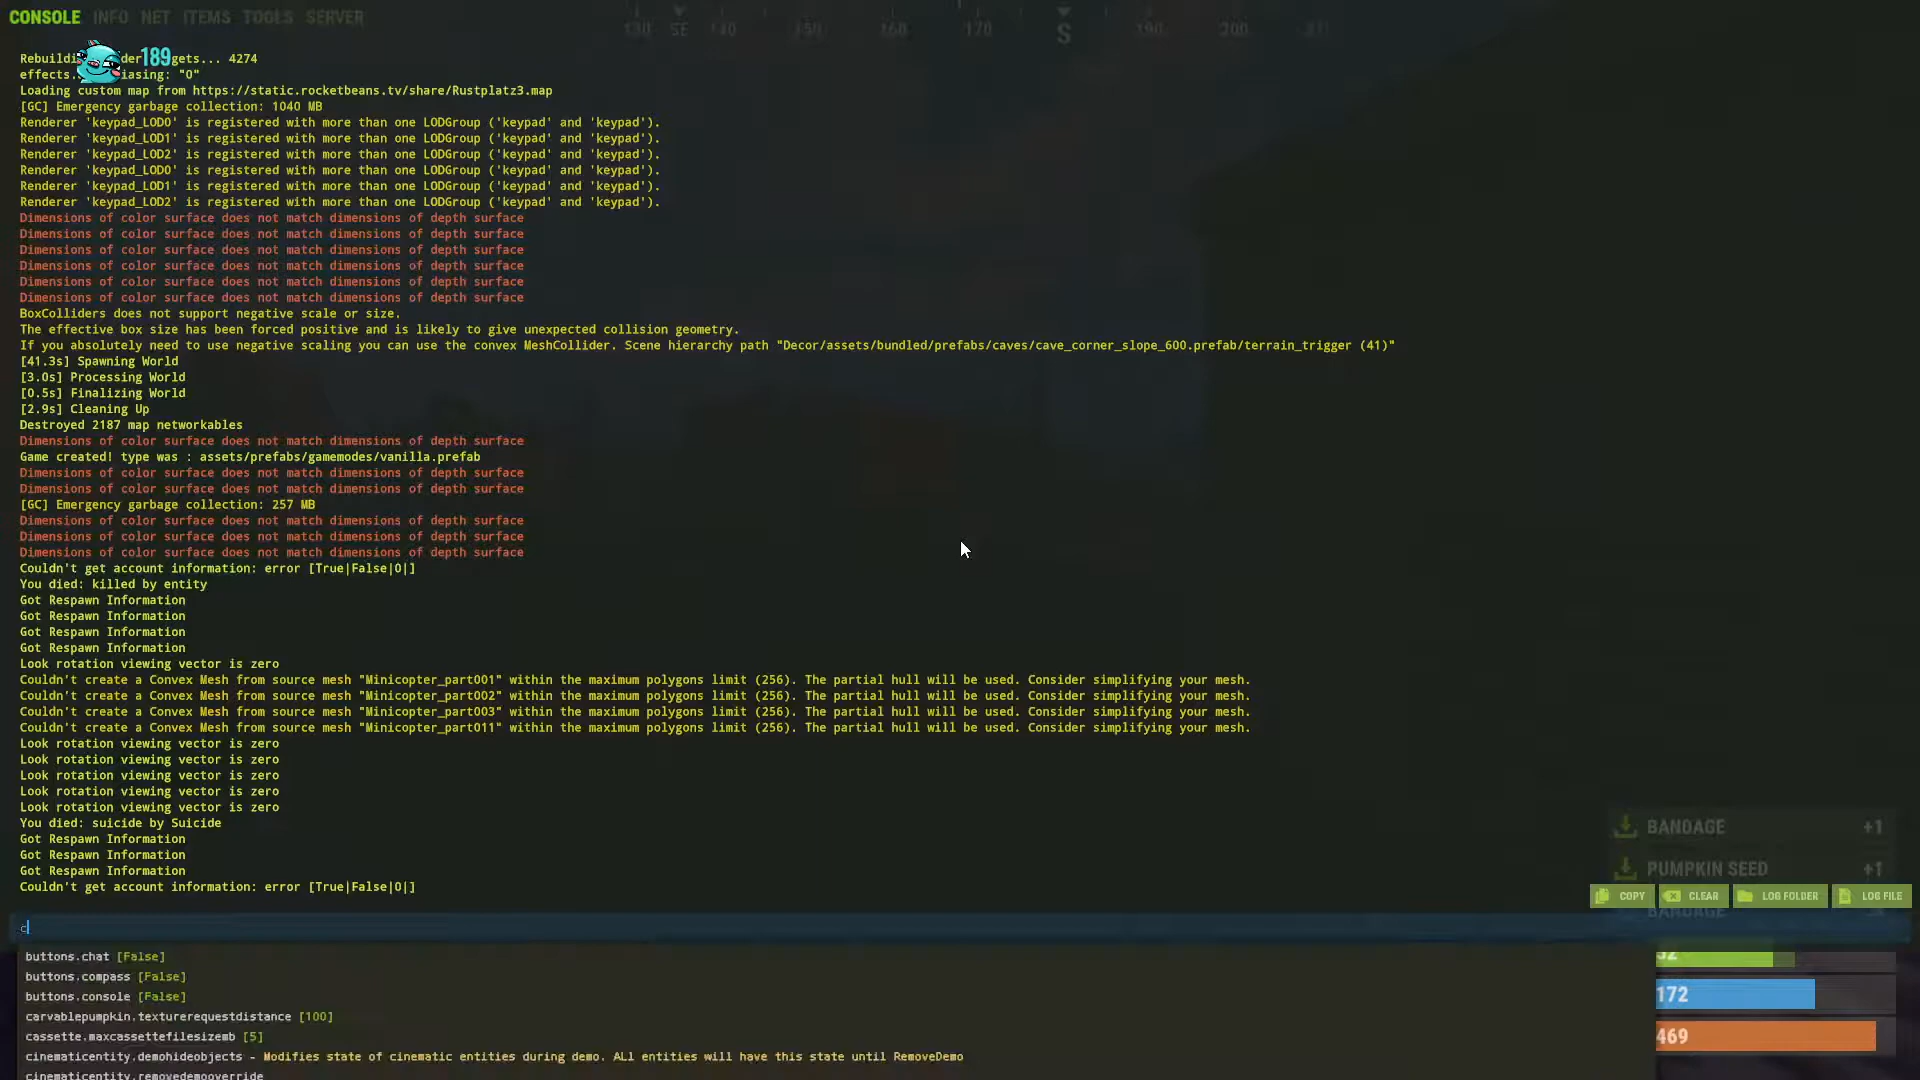 CONSOLE INFO NET ITEMS TOOLS SERVER
130 SE 140 150 160 170 S 190 200
Rebuildi der 189 gets... 4274
effects. iasing: "0"
Loading custom map from https://static.rocketbeans.tv/share/Rustplatz3.map
[GC] Emergency garbage collection: 1040 MB
Renderer 'keypad_LOD0' is registered with more than one LODGroup ('keypad' and 'keypad').
Renderer 'keypad_LOD1' is registered with more than one LODGroup ('keypad' and 'keypad').
Renderer 'keypad_LOD2' is registered with more than one LODGroup ('keypad' and 'keypad').
Renderer 'keypad_LOD0' is registered with more than one LODGroup ('keypad' and 'keypad').
Renderer 'keypad_LOD1' is registered with more than one LODGroup ('keypad' and 'keypad').
Renderer 'keypad_LOD2' is registered with more than one LODGroup ('keypad' and 'keypad').
Dimensions of color surface does not match dimensions of depth surface
Dimensions of color surface does not match dimensions of depth surface
Dimensions of color surface does not match dimensions of depth surface
Dimensions of color surface does not match dimensions of depth surface
Dimensions of color surface does not match dimensions of depth surface
Dimensions of color surface does not match dimensions of depth surface
BoxColliders does not support negative scale or size.
The effective box size has been forced positive and is likely to give unexpected collision geometry.
If you absolutely need to use negative scaling you can use the convex MeshCollider. Scene hierarchy path "Decor/assets/bundled/prefabs/caves/cave_corner_slope_600.prefab/terrain_trigger (41)"
[41.3s] Spawning World
[3.0s] Processing World
[0.5s] Finalizing World
[2.9s] Cleaning Up
Destroyed 2187 map networkables
Dimensions of color surface does not match dimensions of depth surface
Game created! type was : assets/prefabs/gamemodes/vanilla.prefab
Dimensions of color surface does not match dimensions of depth surface
Dimensions of color surface does not match dimensions of depth surface
[GC] Emergency garbage collection: 257 MB
Dimensions of color surface does not match dimensions of depth surface
Dimensions of color surface does not match dimensions of depth surface
Dimensions of color surface does not match dimensions of depth surface
Couldn't get account information: error [True|False|0|]
You died: killed by entity
Got Respawn Information
Got Respawn Information
Got Respawn Information
Got Respawn Information
Look rotation viewing vector is zero
Couldn't create a Convex Mesh from source mesh "Minicopter_part001" within the maximum polygons limit (256). The partial hull will be used. Consider simplifying your mesh.
Couldn't create a Convex Mesh from source mesh "Minicopter_part002" within the maximum polygons limit (256). The partial hull will be used. Consider simplifying your mesh.
Couldn't create a Convex Mesh from source mesh "Minicopter_part003" within the maximum polygons limit (256). The partial hull will be used. Consider simplifying your mesh.
Couldn't create a Convex Mesh from source mesh "Minicopter_part011" within the maximum polygons limit (256). The partial hull will be used. Consider simplifying your mesh.
Look rotation viewing vector is zero
Look rotation viewing vector is zero
Look rotation viewing vector is zero
Look rotation viewing vector is zero
Look rotation viewing vector is zero
You died: suicide by Suicide
Got Respawn Information
Got Respawn Information
Got Respawn Information
Couldn't get account information: error [True|False|0|]
BANDAGE +1
PUMPKIN SEED +1
COPY CLEAR LOG FOLDER LOG FILE
BANDAGE
c
buttons.chat [False]
buttons.compass [False]
buttons.console [False]
carvablepumpkin.texturerequestdistance [100]
cassette.maxcassettefilesizemb [5]
cinematicentity.demohideobjects - Modifies state of cinematic entities during demo. ALl entities will have this state until RemoveDemo
cinematicentity.removedemooverride
172
469